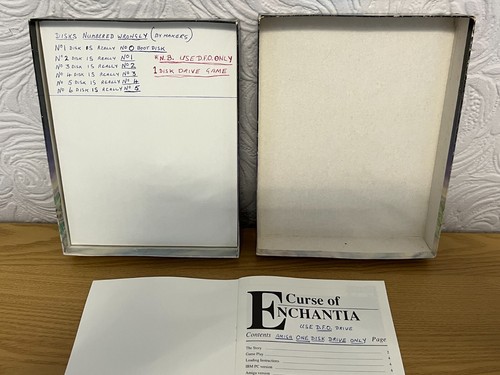 DISKS NUMBERED WRONGLY (BY MAKERS)
Nº1 DISK IS REALLY Nº0 BOOT DISK
Nº2 DISK IS REALLY Nº1
Nº3 DISK IS REALLY Nº2
Nº4 DISK IS REALLY Nº3
Nº5 DISK IS REALLY Nº4
Nº6 DISK IS REALLY Nº5
N.B. USE D.F.O. ONLY
1 DISK DRIVE GAME
Curse of
ENCHANTIA
USE D.F.O. DRIVE
Contents AMIGA ONE DISK DRIVE ONLY Page
The Story
Game Play
Loading Instructions
IBM PC version
Amiga version